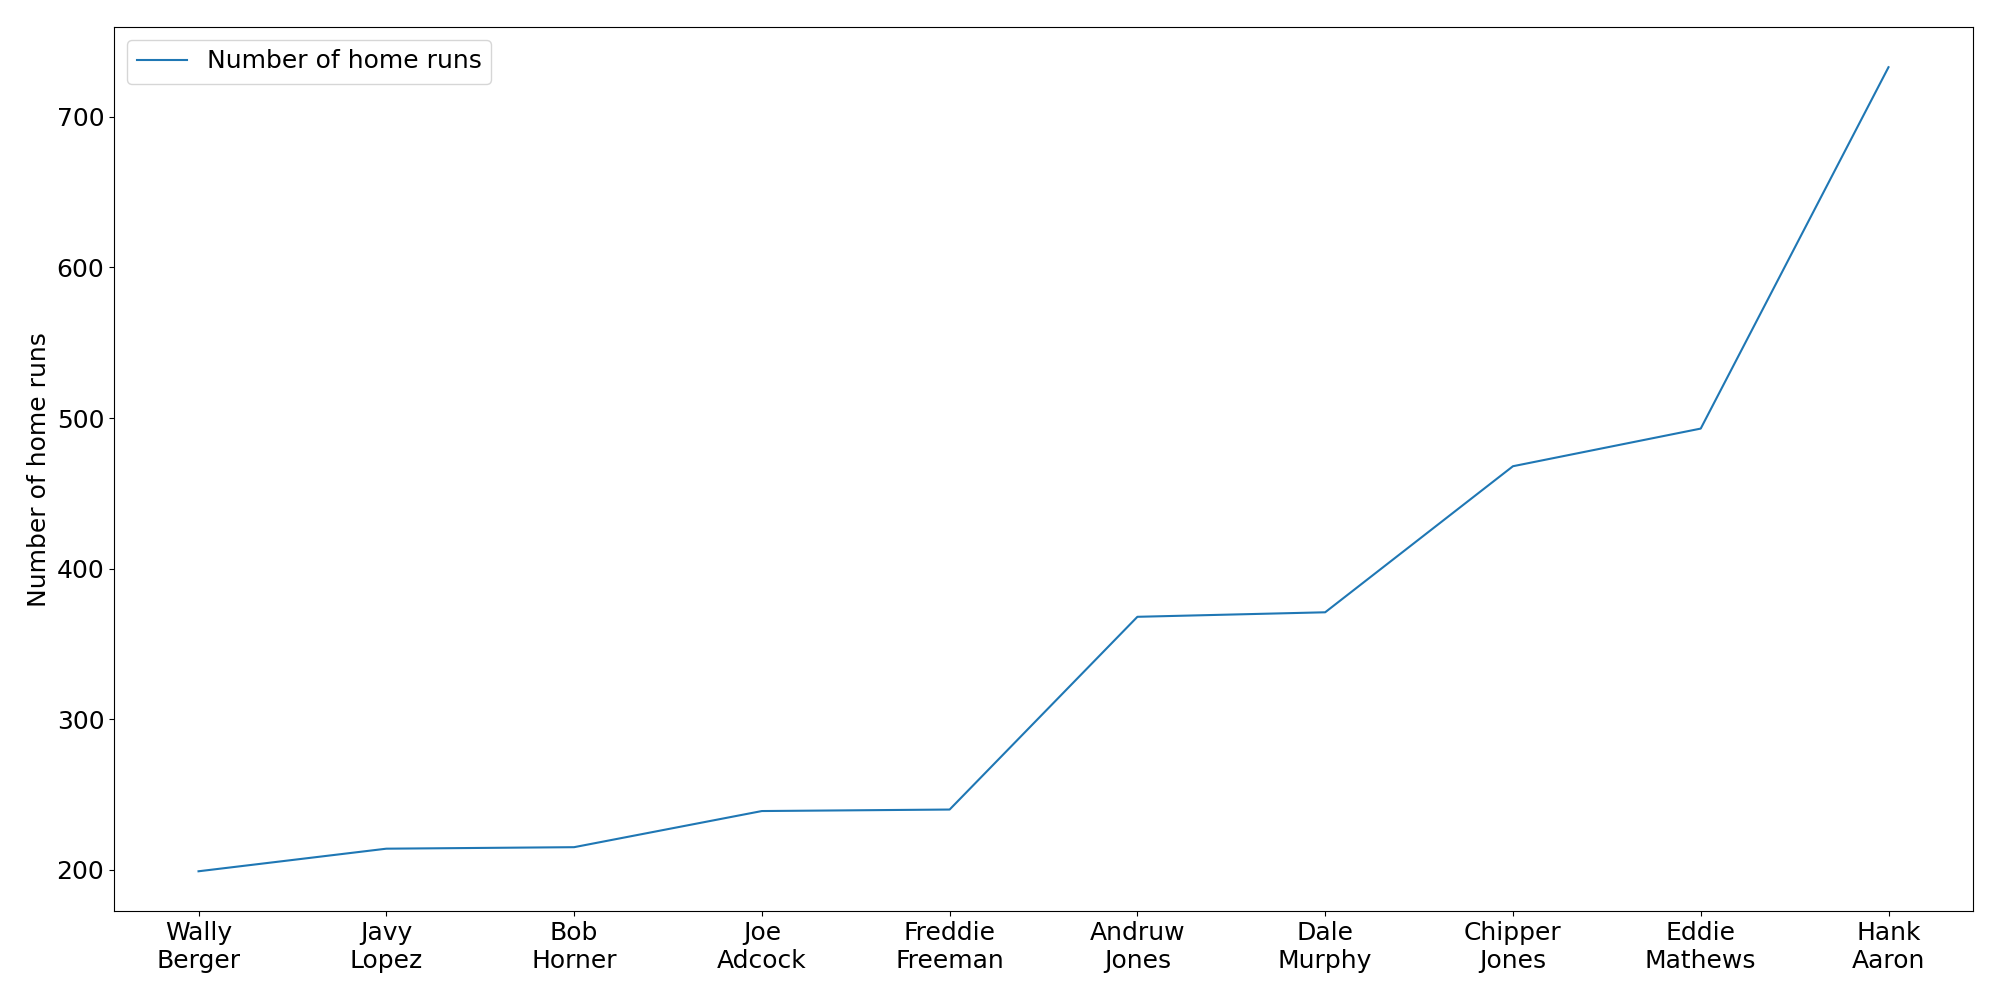 Number of home runs
Number of home runs
700
600
500
400
300
200
Wally Berger
Javy Lopez
Bob Horner
Joe Adcock
Freddie Freeman
Andruw Jones
Dale Murphy
Chipper Jones
Eddie Mathews
Hank Aaron